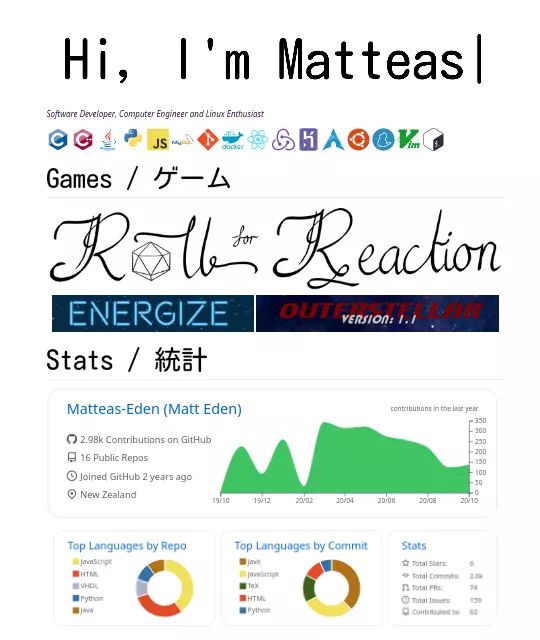 Hi, I'm Matteas|
Software Developer, Computer Engineer and Linux Enthusiast
JS
MySQL
docker
Vim
Games / ゲーム
Roll for Reaction
ENERGIZE
OUTERSTELLAR
VERSION: 1.1
Stats / 統計
Matteas-Eden (Matt Eden)
contributions in the last year
2.98k Contributions on GitHub
16 Public Repos
Joined GitHub 2 years ago
New Zealand
350
300
250
200
150
100
50
0
19/10 19/12 20/02 20/04 20/06 20/08 20/10
Top Languages by Repo
JavaScript
HTML
VHDL
Python
Java
Top Languages by Commit
Java
JavaScript
TeX
HTML
Python
Stats
Total Stars: 6
Total Commits: 2.0k
Total PRs: 74
Total Issues: 159
Contributed to: 62